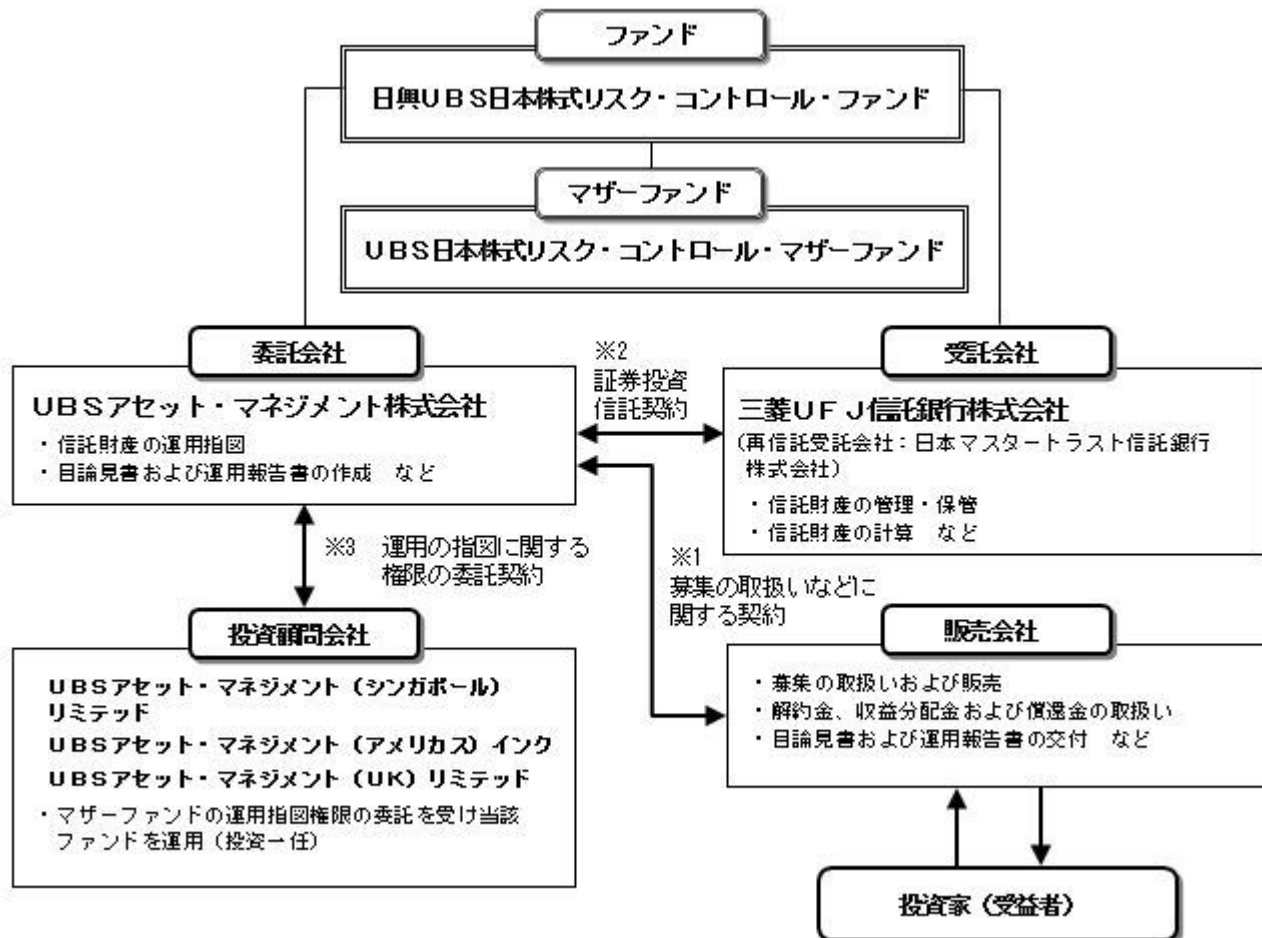 ファンド
日興UBS日本株式リスク・コントロール・ファンド
マザーファンド
UBS日本株式リスク・コントロール・マザーファンド
委託会社
UBSアセット・マネジメント株式会社
・信託財産の運用指図
・目論見書および運用報告書の作成 など
※2
証券投資
信託契約
受託会社
三菱UFJ信託銀行株式会社
(再信託受託会社:日本マスタートラスト信託銀行
株式会社)
・信託財産の管理・保管
・信託財産の計算 など
※3 運用の指図に関する
権限の委託契約
※1
募集の取扱いなどに
関する契約
投資顧問会社
UBSアセット・マネジメント(シンガポール)
リミテッド
UBSアセット・マネジメント(アメリカス)インク
UBSアセット・マネジメント(UK)リミテッド
・マザーファンドの運用指図権限の委託を受け当該
ファンドを運用(投資一任)
販売会社
・募集の取扱いおよび販売
・解約金、収益分配金および償還金の取扱い
・目論見書および運用報告書の交付 など
投資家(受益者)